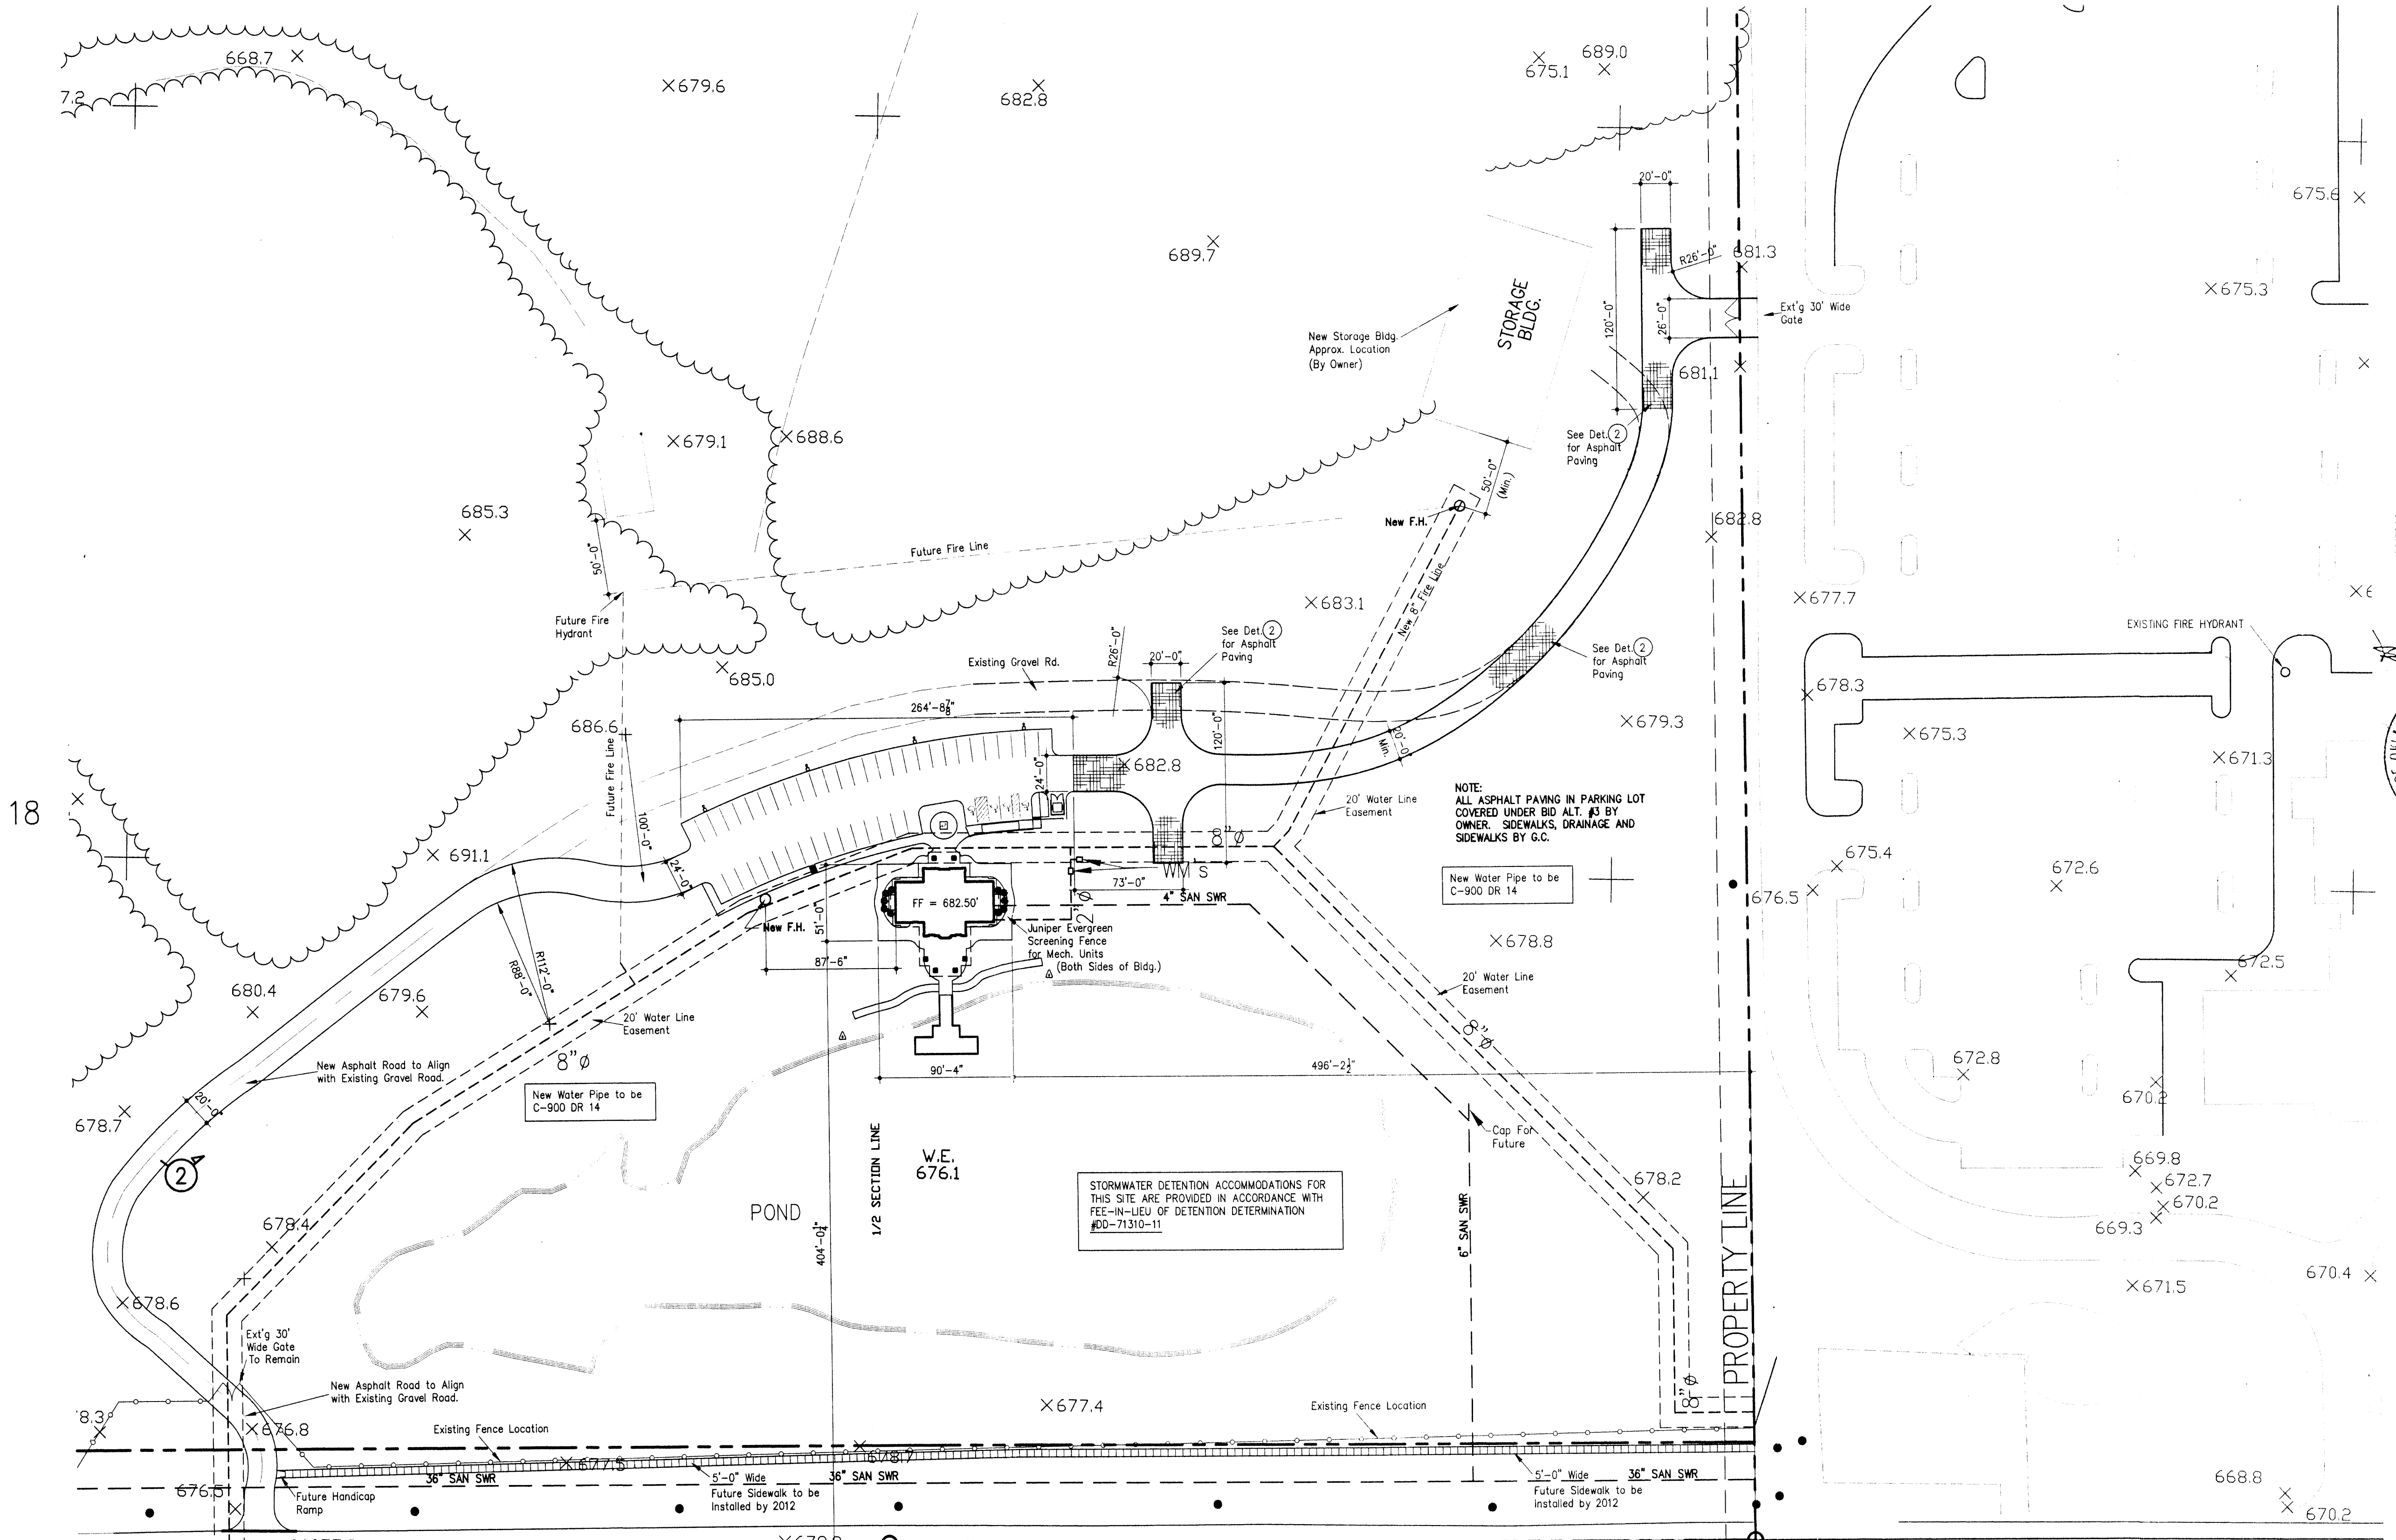 668.7
7.2
679.6
682.8
689.0
675.1
675.6
20'-0"
R26'-0"
681.3
689.7
675.3
Ext'g 30' Wide
Gate
STORAGE
BLDG.
120'-0"
26'-0"
New Storage Bldg.
Approx. Location
(By Owner)
681.1
679.1
688.6
See Det. 2
for Asphalt
Paving
50'-0"
(Min.)
685.3
New F.H.
682.8
50'-0"
Future Fire Line
New 8" Fire Line
683.1
677.7
Future Fire
Hydrant
EXISTING FIRE HYDRANT
See Det. 2
for Asphalt
Paving
R26'-0"
20'-0"
Existing Gravel Rd.
See Det. 2
for Asphalt
Paving
685.0
678.3
264'-8⅞"
686.6
679.3
675.3
671.3
120'-0"
20'-0"
Min.
Future Fire Line
24'-0"
682.8
NOTE:
ALL ASPHALT PAVING IN PARKING LOT
COVERED UNDER BID ALT. #3 BY
OWNER. SIDEWALKS, DRAINAGE AND
SIDEWALKS BY G.C.
20' Water Line
Easement
18
100'-0"
8"ø
691.1
24'-0"
675.4
WM'S
73'-0"
4" SAN SWR
New Water Pipe to be
C-900 DR 14
672.6
676.5
FF = 682.50'
2"ø
51'-0"
New F.H.
Juniper Evergreen
Screening Fence
for Mech. Units
(Both Sides of Bldg.)
678.8
87'-6"
672.5
R112'-0"
R88'-0"
680.4
679.6
20' Water Line
Easement
20' Water Line
Easement
8"ø
8"ø
New Asphalt Road to Align
with Existing Gravel Road.
90'-4"
496'-2½"
672.8
New Water Pipe to be
C-900 DR 14
20'-0"
678.7
670.2
Cap For
Future
1/2 SECTION LINE
W.E.
676.1
2
STORMWATER DETENTION ACCOMMODATIONS FOR
THIS SITE ARE PROVIDED IN ACCORDANCE WITH
FEE-IN-LIEU OF DETENTION DETERMINATION
#DD-71310-11
669.8
672.7
670.2
669.3
678.2
POND
678.4
404'-0¼"
6" SAN SWR
PROPERTY LINE
670.4
671.5
678.6
Ext'g 30'
Wide Gate
To Remain
New Asphalt Road to Align
with Existing Gravel Road.
8"ø
677.4
Existing Fence Location
78.3
676.8
Existing Fence Location
677.5
678.7
36" SAN SWR
5'-0" Wide
Future Sidewalk to be
Installed by 2012
36" SAN SWR
5'-0" Wide
Future Sidewalk to be
Installed by 2012
36" SAN SWR
668.8
676.5
Future Handicap
Ramp
670.2